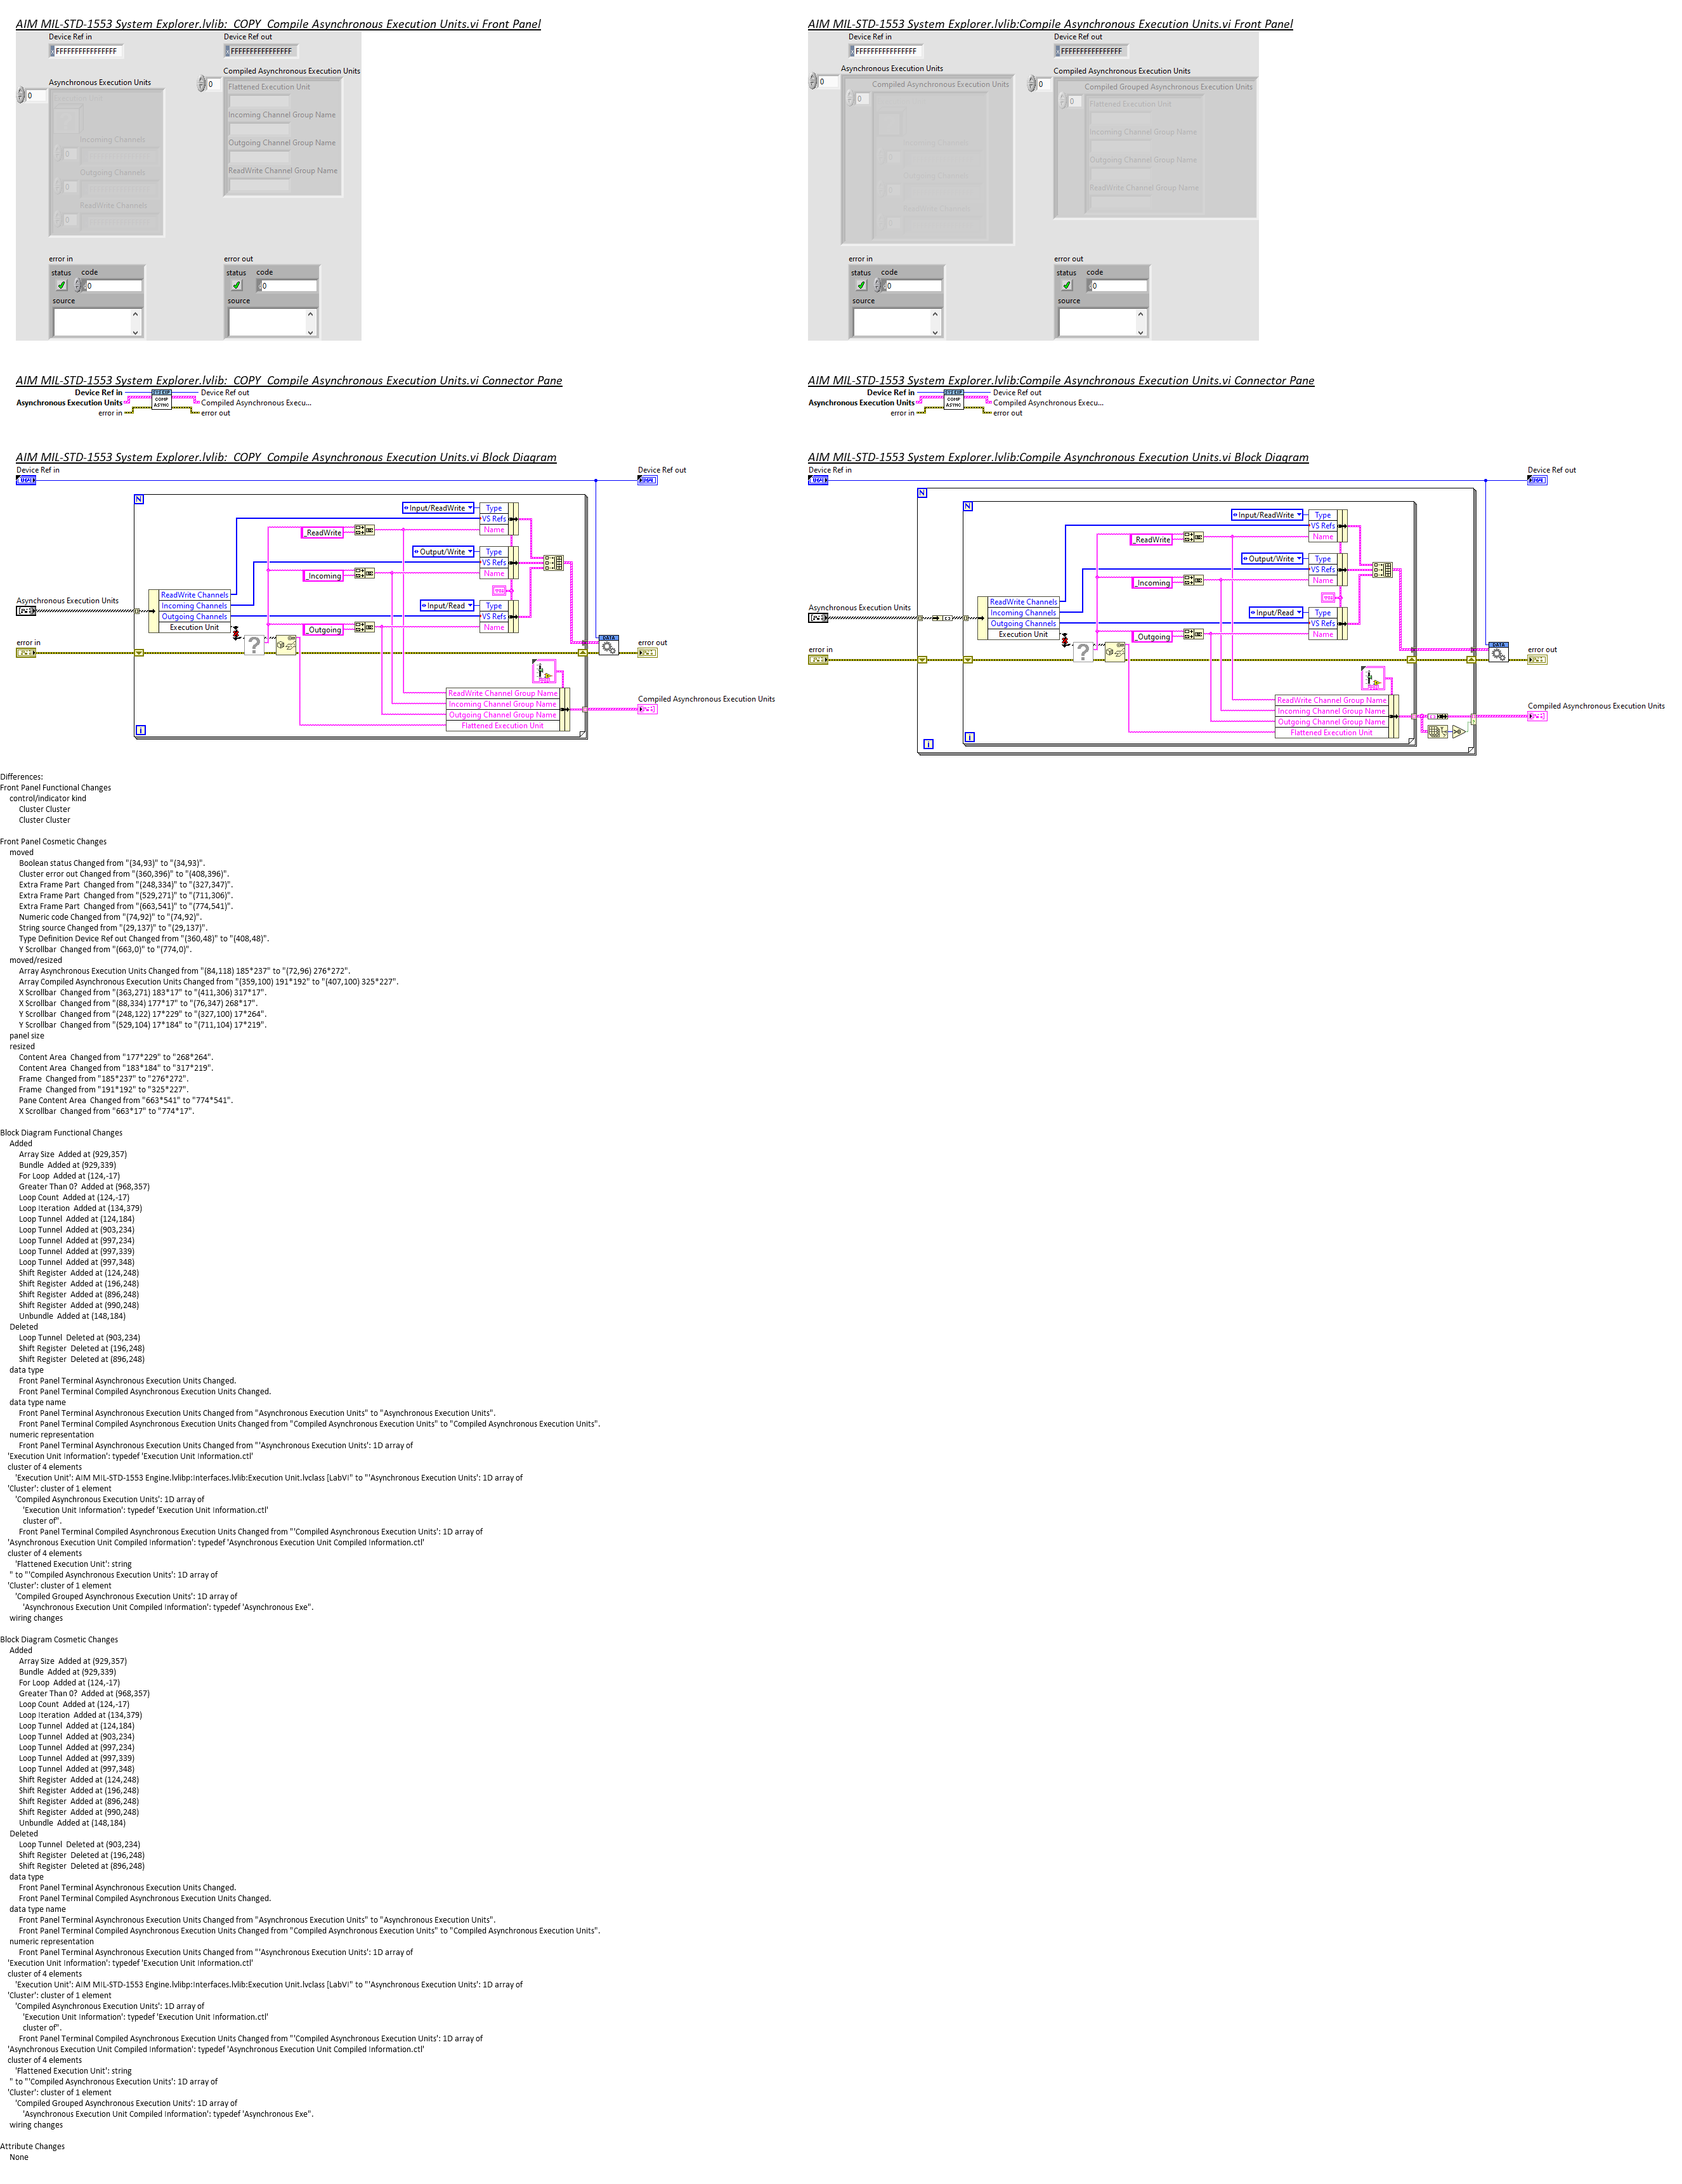 AIM MIL-STD-1553 System Explorer.lvlib:_COPY_Compile Asynchronous Execution Units.vi Front Panel
Device Ref in
Device Ref out
FFFFFFFFFFFFFFFF
FFFFFFFFFFFFFFFF
Compiled Asynchronous Execution Units
Asynchronous Execution Units
0
Flattened Execution Unit
0
Incoming Channel Group Name
Incoming Channels
0
Outgoing Channel Group Name
Outgoing Channels
ReadWrite Channel Group Name
0
ReadWrite Channels
0
error in
error out
status code
status code
0
0
source
source
AIM MIL-STD-1553 System Explorer.lvlib:Compile Asynchronous Execution Units.vi Front Panel
Device Ref in
Device Ref out
FFFFFFFFFFFFFFFF
FFFFFFFFFFFFFFFF
Asynchronous Execution Units
Compiled Asynchronous Execution Units
0
Compiled Asynchronous Execution Units
0
Compiled Grouped Asynchronous Execution Units
0
0
Flattened Execution Unit
Incoming Channel Group Name
Incoming Channels
Outgoing Channel Group Name
Outgoing Channels
ReadWrite Channel Group Name
ReadWrite Channels
error in
error out
status code
status code
0
0
source
source
AIM MIL-STD-1553 System Explorer.lvlib:_COPY_Compile Asynchronous Execution Units.vi Connector Pane
Device Ref in
Device Ref out
Asynchronous Execution Units
COMP
ASYNC
Compiled Asynchronous Execu...
error in
error out
AIM MIL-STD-1553 System Explorer.lvlib:Compile Asynchronous Execution Units.vi Connector Pane
Device Ref in
Device Ref out
Asynchronous Execution Units
COMP
ASYNC
Compiled Asynchronous Execu...
error in
error out
AIM MIL-STD-1553 System Explorer.lvlib:_COPY_Compile Asynchronous Execution Units.vi Block Diagram
Device Ref in
Device Ref out
N
Input/ReadWrite
Type
VS Refs
Name
_ReadWrite
Output/Write
Type
VS Refs
Name
_Incoming
ReadWrite Channels
Incoming Channels
Outgoing Channels
Execution Unit
Asynchronous Execution Units
Input/Read
Type
VS Refs
Name
_Outgoing
error in
DATA
error out
ReadWrite Channel Group Name
Incoming Channel Group Name
Outgoing Channel Group Name
Flattened Execution Unit
Compiled Asynchronous Execution Units
i
AIM MIL-STD-1553 System Explorer.lvlib:Compile Asynchronous Execution Units.vi Block Diagram
Device Ref in
Device Ref out
N
N
Input/ReadWrite
Type
VS Refs
Name
_ReadWrite
Output/Write
Type
VS Refs
Name
_Incoming
ReadWrite Channels
Incoming Channels
Outgoing Channels
Execution Unit
Asynchronous Execution Units
Input/Read
Type
VS Refs
Name
_Outgoing
error in
DATA
error out
ReadWrite Channel Group Name
Incoming Channel Group Name
Outgoing Channel Group Name
Flattened Execution Unit
Compiled Asynchronous Execution Units
i
i
Differences:
Front Panel Functional Changes
control/indicator kind
Cluster Cluster
Cluster Cluster
Front Panel Cosmetic Changes
moved
Boolean status Changed from "(34,93)" to "(34,93)".
Cluster error out Changed from "(360,396)" to "(408,396)".
Extra Frame Part  Changed from "(248,334)" to "(327,347)".
Extra Frame Part  Changed from "(529,271)" to "(711,306)".
Extra Frame Part  Changed from "(663,541)" to "(774,541)".
Numeric code Changed from "(74,92)" to "(74,92)".
String source Changed from "(29,137)" to "(29,137)".
Type Definition Device Ref out Changed from "(360,48)" to "(408,48)".
Y Scrollbar  Changed from "(663,0)" to "(774,0)".
moved/resized
Array Asynchronous Execution Units Changed from "(84,118) 185*237" to "(72,96) 276*272".
Array Compiled Asynchronous Execution Units Changed from "(359,100) 191*192" to "(407,100) 325*227".
X Scrollbar  Changed from "(363,271) 183*17" to "(411,306) 317*17".
X Scrollbar  Changed from "(88,334) 177*17" to "(76,347) 268*17".
Y Scrollbar  Changed from "(248,122) 17*229" to "(327,100) 17*264".
Y Scrollbar  Changed from "(529,104) 17*184" to "(711,104) 17*219".
panel size
resized
Content Area  Changed from "177*229" to "268*264".
Content Area  Changed from "183*184" to "317*219".
Frame  Changed from "185*237" to "276*272".
Frame  Changed from "191*192" to "325*227".
Pane Content Area  Changed from "663*541" to "774*541".
X Scrollbar  Changed from "663*17" to "774*17".
Block Diagram Functional Changes
Added
Array Size  Added at (929,357)
Bundle  Added at (929,339)
For Loop  Added at (124,-17)
Greater Than 0?  Added at (968,357)
Loop Count  Added at (124,-17)
Loop Iteration  Added at (134,379)
Loop Tunnel  Added at (124,184)
Loop Tunnel  Added at (903,234)
Loop Tunnel  Added at (997,234)
Loop Tunnel  Added at (997,339)
Loop Tunnel  Added at (997,348)
Shift Register  Added at (124,248)
Shift Register  Added at (196,248)
Shift Register  Added at (896,248)
Shift Register  Added at (990,248)
Unbundle  Added at (148,184)
Deleted
Loop Tunnel  Deleted at (903,234)
Shift Register  Deleted at (196,248)
Shift Register  Deleted at (896,248)
data type
Front Panel Terminal Asynchronous Execution Units Changed.
Front Panel Terminal Compiled Asynchronous Execution Units Changed.
data type name
Front Panel Terminal Asynchronous Execution Units Changed from "Asynchronous Execution Units" to "Asynchronous Execution Units".
Front Panel Terminal Compiled Asynchronous Execution Units Changed from "Compiled Asynchronous Execution Units" to "Compiled Asynchronous Execution Units".
numeric representation
Front Panel Terminal Asynchronous Execution Units Changed from "'Asynchronous Execution Units': 1D array of
'Execution Unit Information': typedef 'Execution Unit Information.ctl'
cluster of 4 elements
'Execution Unit': AIM MIL-STD-1553 Engine.lvlibp:Interfaces.lvlib:Execution Unit.lvclass [LabVI" to "'Asynchronous Execution Units': 1D array of
'Cluster': cluster of 1 element
'Compiled Asynchronous Execution Units': 1D array of
'Execution Unit Information': typedef 'Execution Unit Information.ctl'
cluster of".
Front Panel Terminal Compiled Asynchronous Execution Units Changed from "'Compiled Asynchronous Execution Units': 1D array of
'Asynchronous Execution Unit Compiled Information': typedef 'Asynchronous Execution Unit Compiled Information.ctl'
cluster of 4 elements
'Flattened Execution Unit': string
" to "'Compiled Asynchronous Execution Units': 1D array of
'Cluster': cluster of 1 element
'Compiled Grouped Asynchronous Execution Units': 1D array of
'Asynchronous Execution Unit Compiled Information': typedef 'Asynchronous Exe".
wiring changes
Block Diagram Cosmetic Changes
Added
Array Size  Added at (929,357)
Bundle  Added at (929,339)
For Loop  Added at (124,-17)
Greater Than 0?  Added at (968,357)
Loop Count  Added at (124,-17)
Loop Iteration  Added at (134,379)
Loop Tunnel  Added at (124,184)
Loop Tunnel  Added at (903,234)
Loop Tunnel  Added at (997,234)
Loop Tunnel  Added at (997,339)
Loop Tunnel  Added at (997,348)
Shift Register  Added at (124,248)
Shift Register  Added at (196,248)
Shift Register  Added at (896,248)
Shift Register  Added at (990,248)
Unbundle  Added at (148,184)
Deleted
Loop Tunnel  Deleted at (903,234)
Shift Register  Deleted at (196,248)
Shift Register  Deleted at (896,248)
data type
Front Panel Terminal Asynchronous Execution Units Changed.
Front Panel Terminal Compiled Asynchronous Execution Units Changed.
data type name
Front Panel Terminal Asynchronous Execution Units Changed from "Asynchronous Execution Units" to "Asynchronous Execution Units".
Front Panel Terminal Compiled Asynchronous Execution Units Changed from "Compiled Asynchronous Execution Units" to "Compiled Asynchronous Execution Units".
numeric representation
Front Panel Terminal Asynchronous Execution Units Changed from "'Asynchronous Execution Units': 1D array of
'Execution Unit Information': typedef 'Execution Unit Information.ctl'
cluster of 4 elements
'Execution Unit': AIM MIL-STD-1553 Engine.lvlibp:Interfaces.lvlib:Execution Unit.lvclass [LabVI" to "'Asynchronous Execution Units': 1D array of
'Cluster': cluster of 1 element
'Compiled Asynchronous Execution Units': 1D array of
'Execution Unit Information': typedef 'Execution Unit Information.ctl'
cluster of".
Front Panel Terminal Compiled Asynchronous Execution Units Changed from "'Compiled Asynchronous Execution Units': 1D array of
'Asynchronous Execution Unit Compiled Information': typedef 'Asynchronous Execution Unit Compiled Information.ctl'
cluster of 4 elements
'Flattened Execution Unit': string
" to "'Compiled Asynchronous Execution Units': 1D array of
'Cluster': cluster of 1 element
'Compiled Grouped Asynchronous Execution Units': 1D array of
'Asynchronous Execution Unit Compiled Information': typedef 'Asynchronous Exe".
wiring changes
Attribute Changes
None